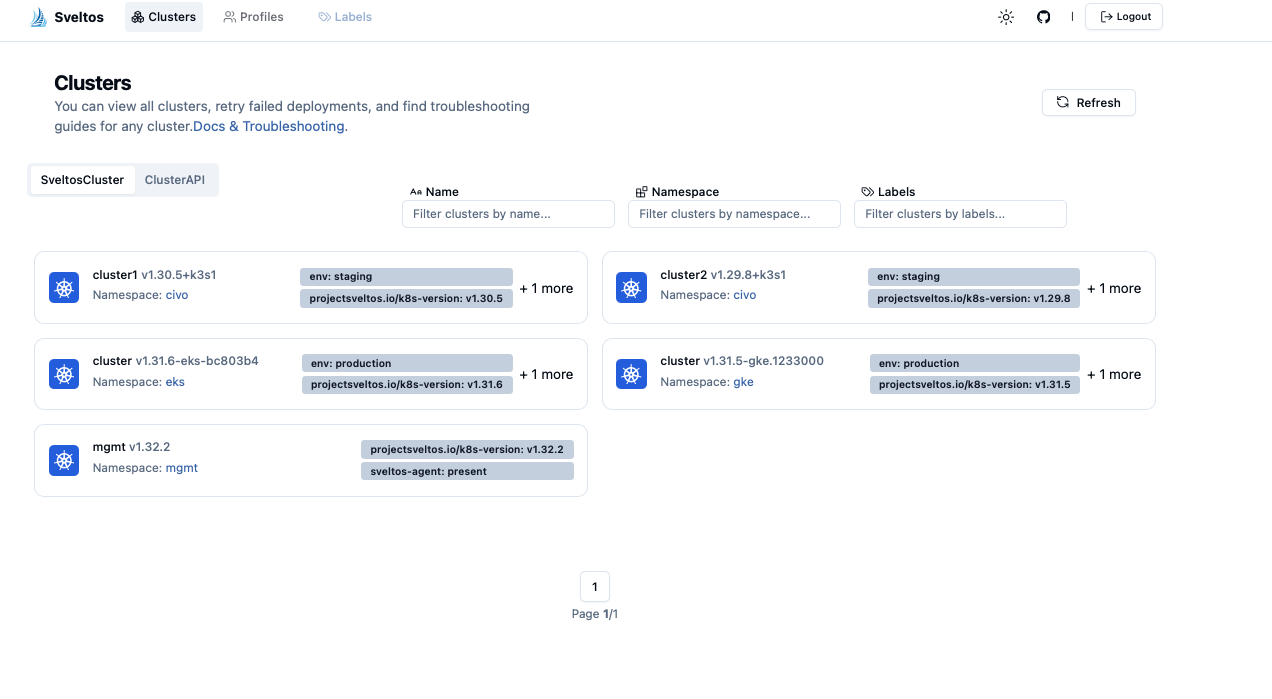 Sveltos Clusters Profiles Labels | Logout
Clusters
You can view all clusters, retry failed deployments, and find troubleshooting
guides for any cluster.Docs & Troubleshooting.
Refresh
SveltosCluster ClusterAPI
Aa Name Namespace Labels
Filter clusters by name... Filter clusters by namespace... Filter clusters by labels...
cluster1 v1.30.5+k3s1
Namespace: civo
env: staging
projectsveltos.io/k8s-version: v1.30.5
+ 1 more
cluster2 v1.29.8+k3s1
Namespace: civo
env: staging
projectsveltos.io/k8s-version: v1.29.8
+ 1 more
cluster v1.31.6-eks-bc803b4
Namespace: eks
env: production
projectsveltos.io/k8s-version: v1.31.6
+ 1 more
cluster v1.31.5-gke.1233000
Namespace: gke
env: production
projectsveltos.io/k8s-version: v1.31.5
+ 1 more
mgmt v1.32.2
Namespace: mgmt
projectsveltos.io/k8s-version: v1.32.2
sveltos-agent: present
1
Page 1/1